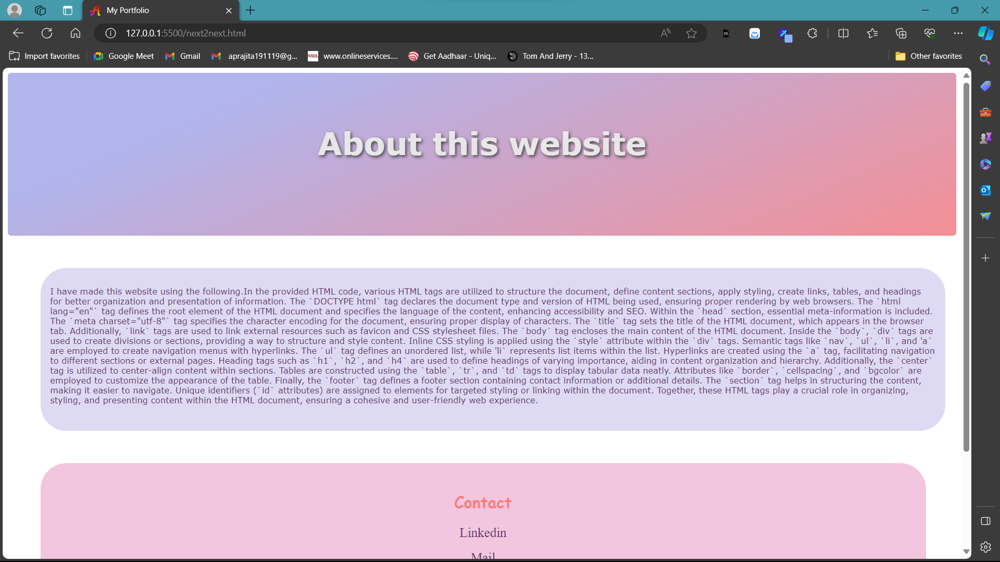 My Portfolio
127.0.0.1:5500/next2next.html
Import favorites
Google Meet
Gmail
aprajita191119@g...
NSDL
www.onlineservices....
Get Aadhaar - Uniq...
Tom And Jerry - 13...
Other favorites
About this website
I have made this website using the following.In the provided HTML code, various HTML tags are utilized to structure the document, define content sections, apply styling, create links, tables, and headings
for better organization and presentation of information. The `DOCTYPE html` tag declares the document type and version of HTML being used, ensuring proper rendering by web browsers. The `html
lang="en"` tag defines the root element of the HTML document and specifies the language of the content, enhancing accessibility and SEO. Within the `head` section, essential meta-information is included.
The `meta charset="utf-8"` tag specifies the character encoding for the document, ensuring proper display of characters. The `title` tag sets the title of the HTML document, which appears in the browser
tab. Additionally, `link` tags are used to link external resources such as favicon and CSS stylesheet files. The `body` tag encloses the main content of the HTML document. Inside the `body`, `div` tags are
used to create divisions or sections, providing a way to structure and style content. Inline CSS styling is applied using the `style` attribute within the `div` tags. Semantic tags like `nav`, `ul`, `li`, and 'a`
are employed to create navigation menus with hyperlinks. The `ul` tag defines an unordered list, while 'li` represents list items within the list. Hyperlinks are created using the `a` tag, facilitating navigation
to different sections or external pages. Heading tags such as `h1`, `h2`, and `h4` are used to define headings of varying importance, aiding in content organization and hierarchy. Additionally, the `center`
tag is utilized to center-align content within sections. Tables are constructed using the `table`, `tr`, and `td` tags to display tabular data neatly. Attributes like `border`, `cellspacing`, and `bgcolor` are
employed to customize the appearance of the table. Finally, the `footer` tag defines a footer section containing contact information or additional details. The `section` tag helps in structuring the content,
making it easier to navigate. Unique identifiers (`id` attributes) are assigned to elements for targeted styling or linking within the document. Together, these HTML tags play a crucial role in organizing,
styling, and presenting content within the HTML document, ensuring a cohesive and user-friendly web experience.
Contact
Linkedin
Mail